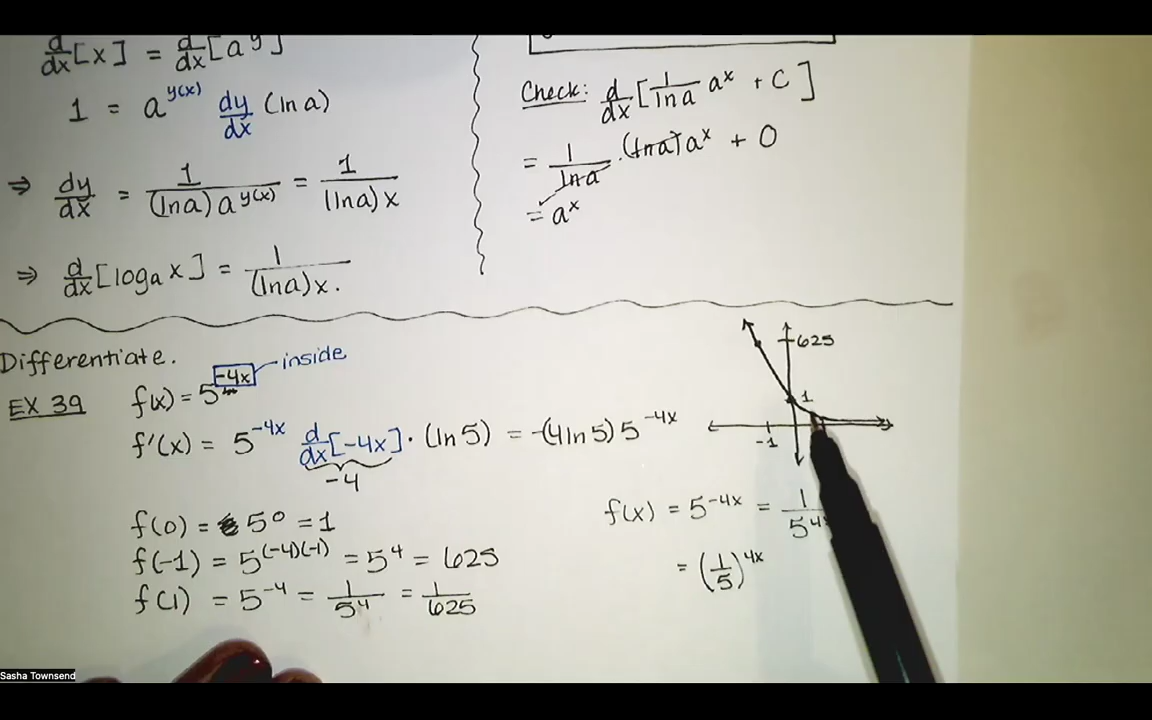 d/dx [x] = d/dx [a^y]
1 = a^y(x) dy/dx (ln a)
⇒ dy/dx = 1/((ln a) a^y(x)) = 1/((ln a) x
⇒ d/dx [log_a x] = 1/((ln a) x.
Check: d/dx [1/(ln a) a^x + C]
= 1/(ln a) · (ln a) a^x + 0
= a^x
Differentiate.
EX 39 f(x) = 5^-4x inside
f'(x) = 5^-4x d/dx [-4x] · (ln 5) = -(4 ln 5) 5^-4x
-4
f(0) = 5^0 = 1
f(-1) = 5^(-4)(-1) = 5^4 = 625
f(1) = 5^-4 = 1/5^4 = 1/625
625
1
-1
f(x) = 5^-4x = 1/5^4
= (1/5)^4x
Sasha Townsend